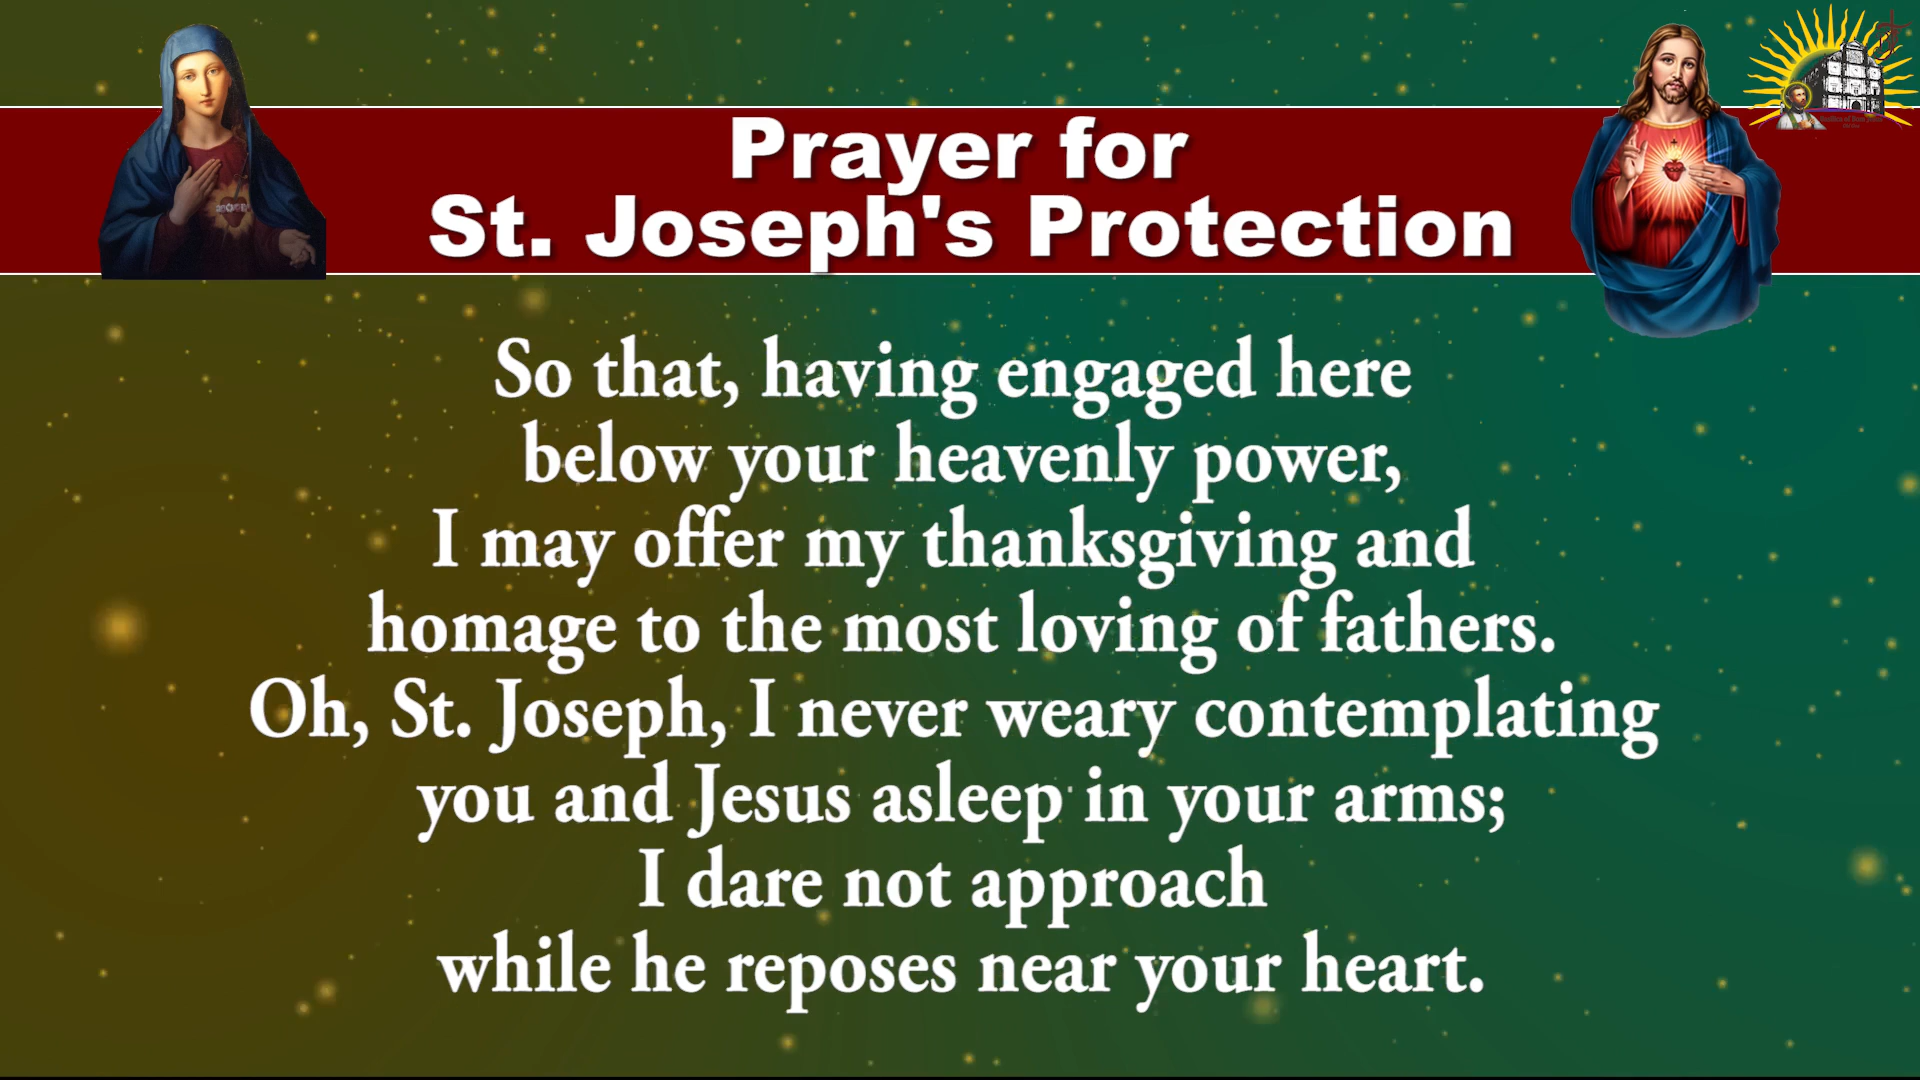 Prayer for
St. Joseph's Protection
So that, having engaged here
below your heavenly power,
I may offer my thanksgiving and
homage to the most loving of fathers.
Oh, St. Joseph, I never weary contemplating
you and Jesus asleep in your arms;
I dare not approach
while he reposes near your heart.